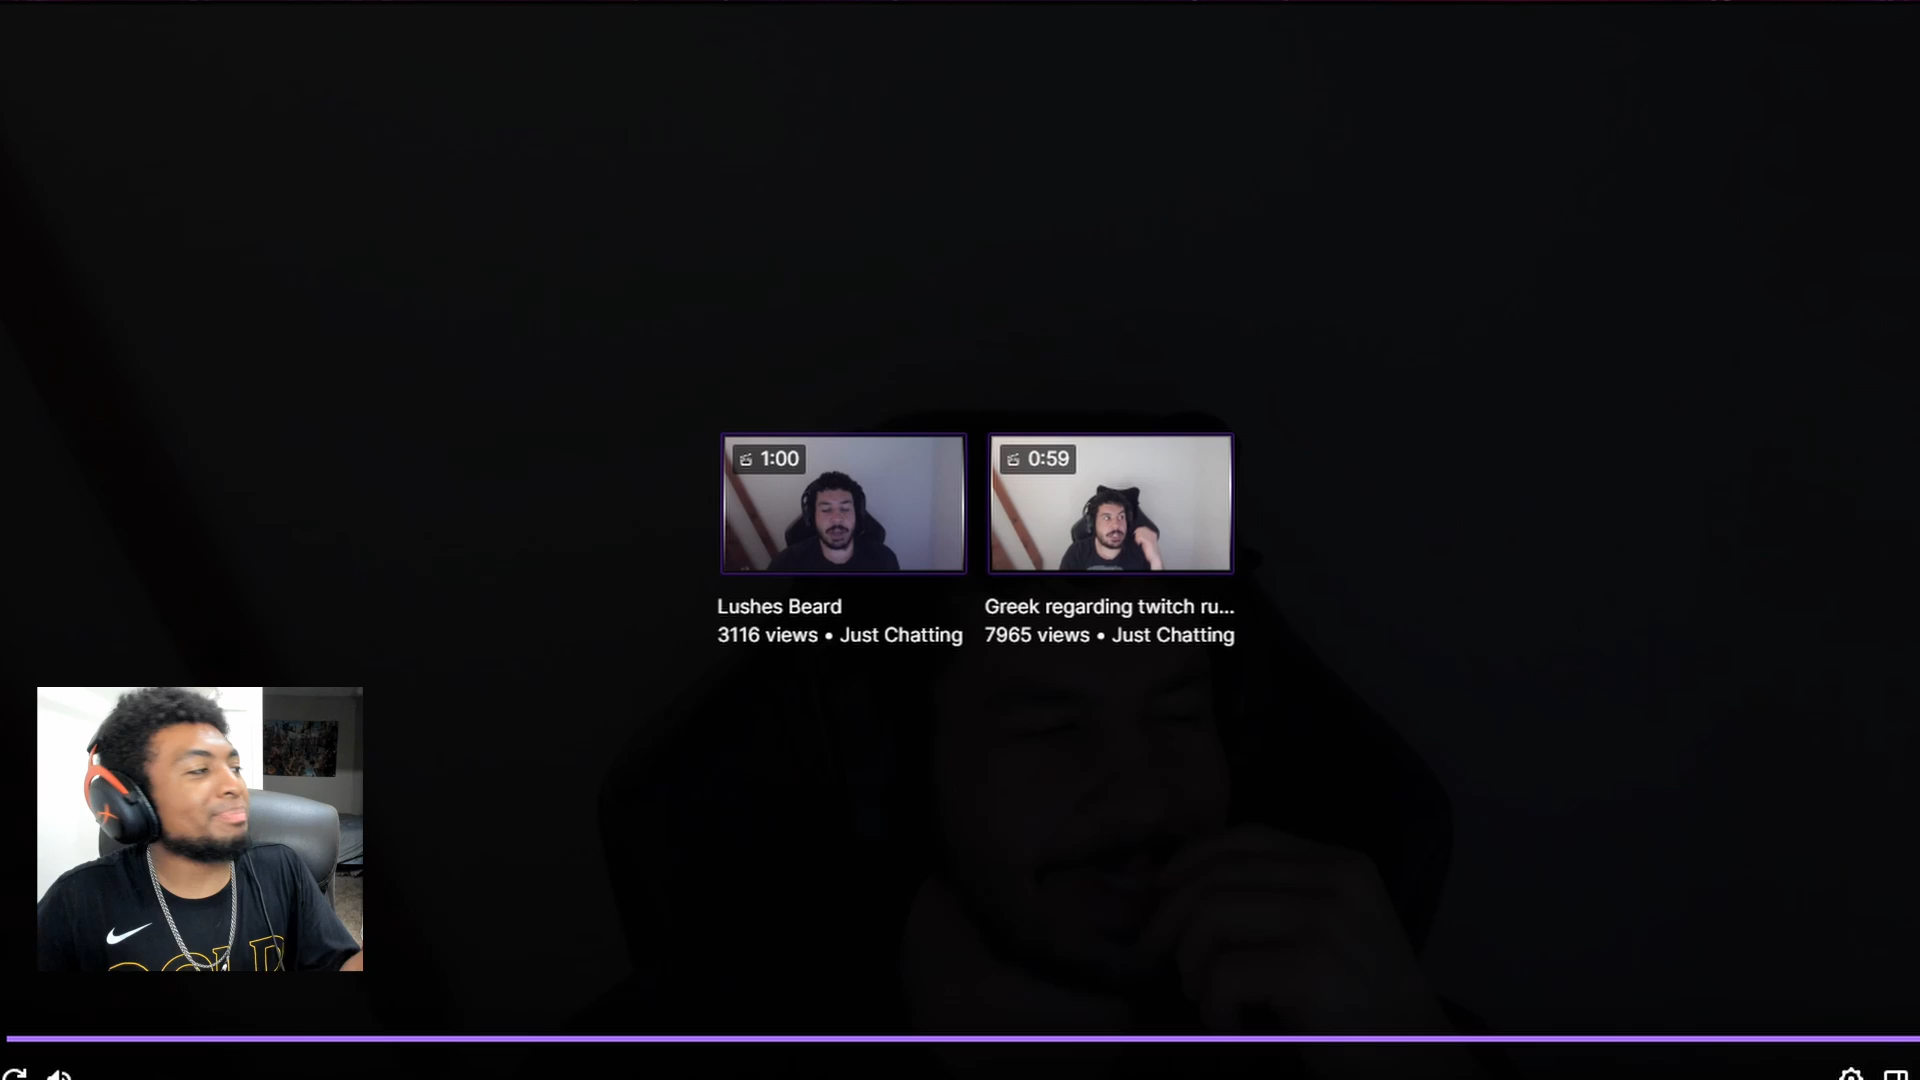 1:00
0:59
Lushes Beard
Greek regarding twitch ru...
3116 views • Just Chatting
7965 views • Just Chatting